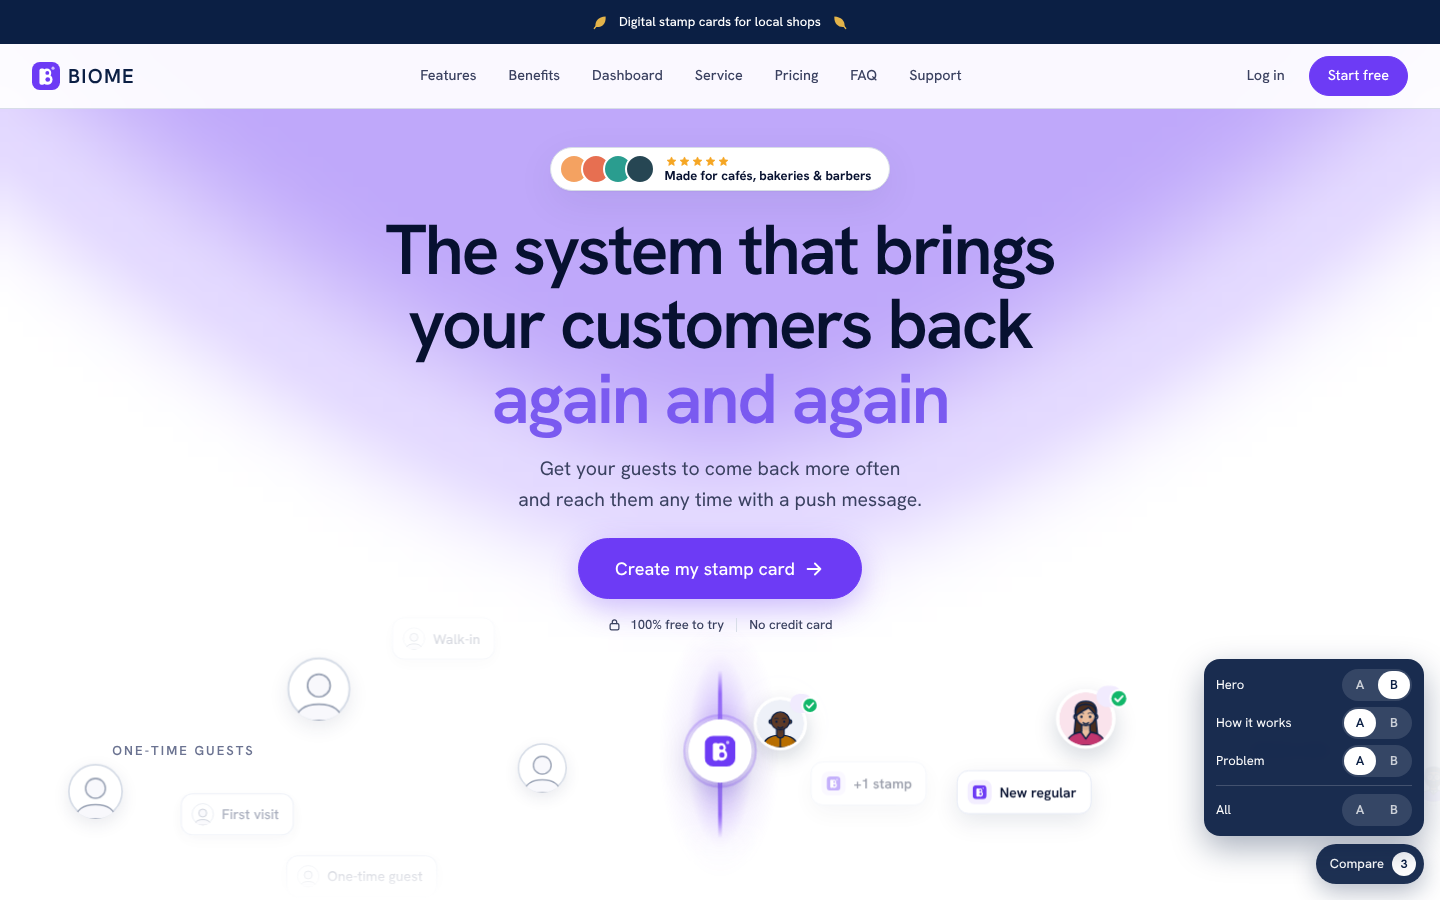 Digital stamp cards for local shops
BIOME
Features
Benefits
Dashboard
Service
Pricing
FAQ
Support
Log in
Start free
Made for cafés, bakeries & barbers
The system that brings
your customers back
again and again
Get your guests to come back more often
and reach them any time with a push message.
Create my stamp card
100% free to try
No credit card
Walk-in
ONE-TIME GUESTS
First visit
One-time guest
+1 stamp
New regular
Hero A B
How it works A B
Problem A B
All A B
Compare 3